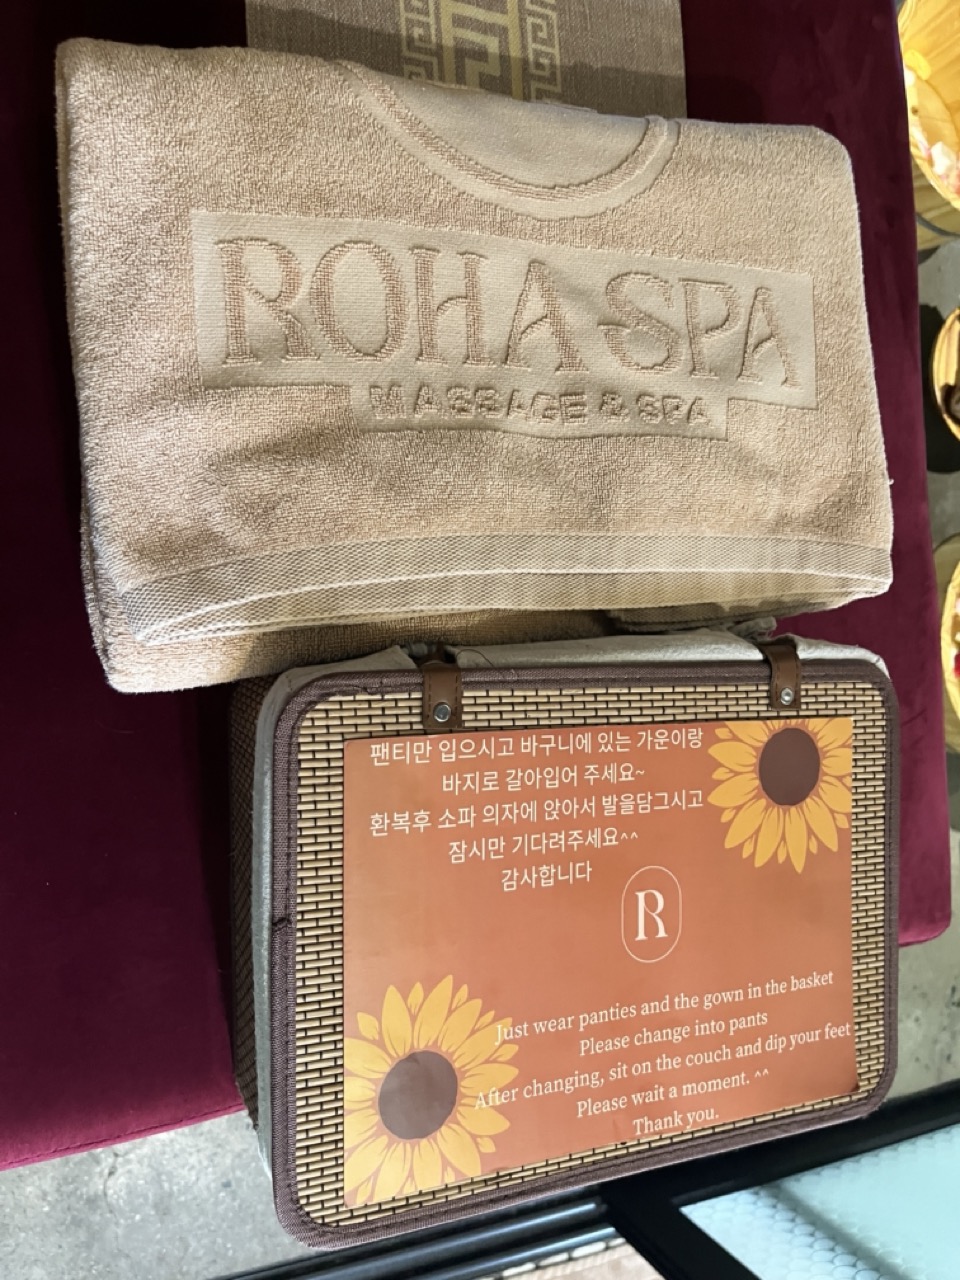 ROHA SPA
MASSAGE & SPA
팬티만 입으시고 바구니에 있는 가운이랑
바지로 갈아입어 주세요~
환복후 소파 의자에 앉아서 발을담그시고
잠시만 기다려주세요^^
감사합니다
R
Just wear panties and the gown in the basket
Please change into pants
After changing, sit on the couch and dip your feet
Please wait a moment. ^^
Thank you.